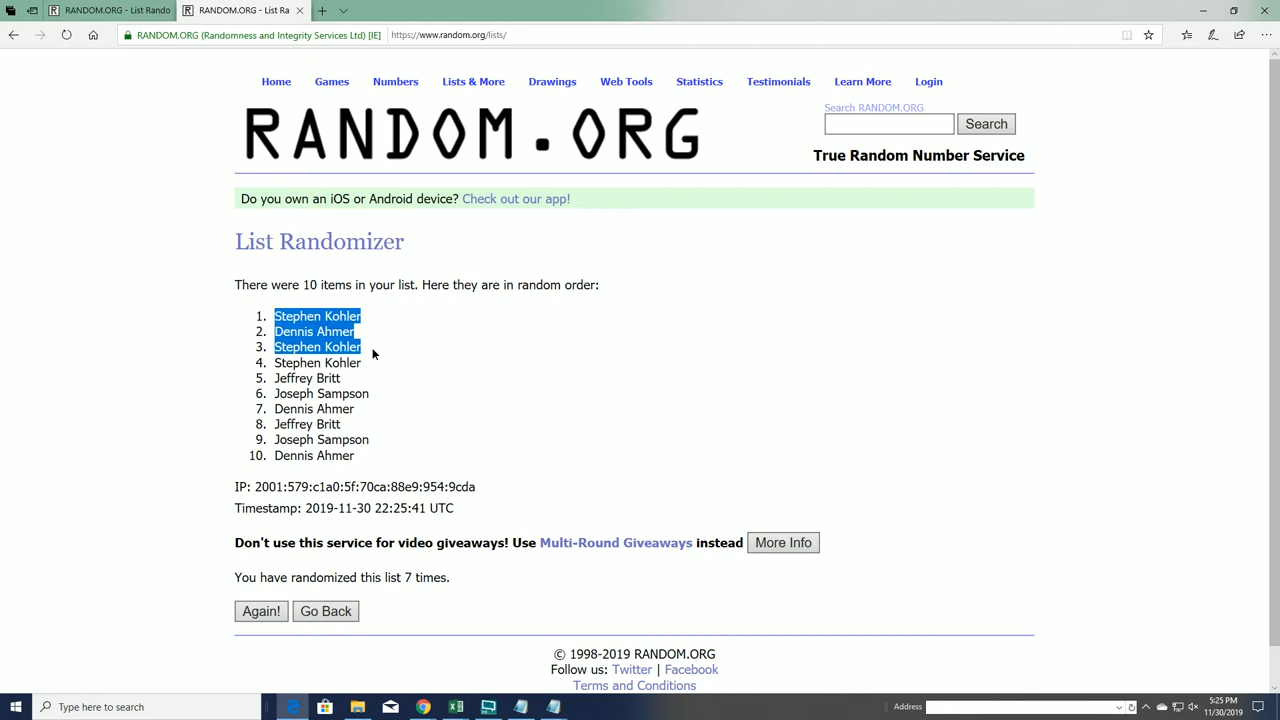 RANDOM.ORG - List Rando
RANDOM.ORG - List Ra
RANDOM.ORG (Randomness and Integrity Services Ltd) [IE]
https://www.random.org/lists/
Home Games Numbers Lists & More Drawings Web Tools Statistics Testimonials Learn More Login
Search RANDOM.ORG
RANDOM.ORG
Search
True Random Number Service
Do you own an iOS or Android device? Check out our app!
List Randomizer
There were 10 items in your list. Here they are in random order:
1. Stephen Kohler
2. Dennis Ahmer
3. Stephen Kohler
4. Stephen Kohler
5. Jeffrey Britt
6. Joseph Sampson
7. Dennis Ahmer
8. Jeffrey Britt
9. Joseph Sampson
10. Dennis Ahmer
IP: 2001:579:c1a0:5f:70ca:88e9:954:9cda
Timestamp: 2019-11-30 22:25:41 UTC
Don't use this service for video giveaways! Use Multi-Round Giveaways instead More Info
You have randomized this list 7 times.
Again! Go Back
© 1998-2019 RANDOM.ORG
Follow us: Twitter | Facebook
Terms and Conditions
Type here to search
Address
5:25 PM
11/30/2019